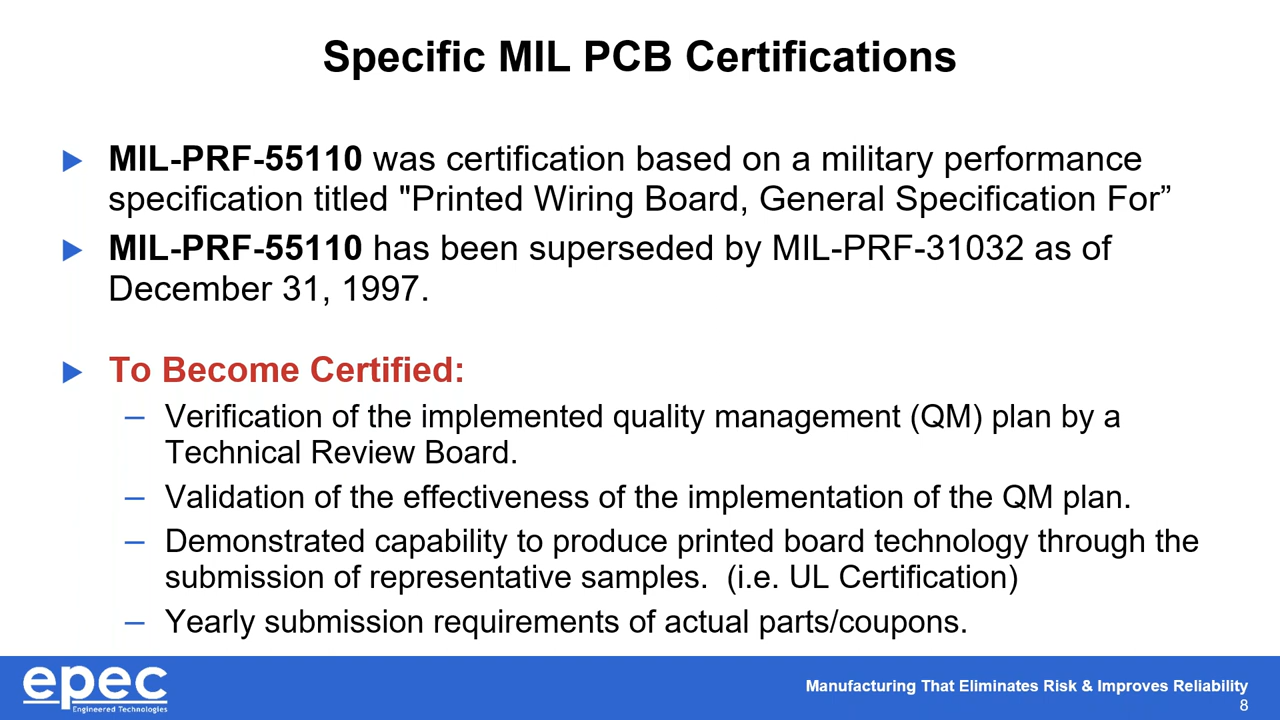 Specific MIL PCB Certifications
MIL-PRF-55110 was certification based on a military performance
specification titled "Printed Wiring Board, General Specification For”
MIL-PRF-55110 has been superseded by MIL-PRF-31032 as of
December 31, 1997.
To Become Certified:
– Verification of the implemented quality management (QM) plan by a
Technical Review Board.
– Validation of the effectiveness of the implementation of the QM plan.
– Demonstrated capability to produce printed board technology through the
submission of representative samples.  (i.e. UL Certification)
– Yearly submission requirements of actual parts/coupons.
epec
Engineered Technologies
Manufacturing That Eliminates Risk & Improves Reliability
8